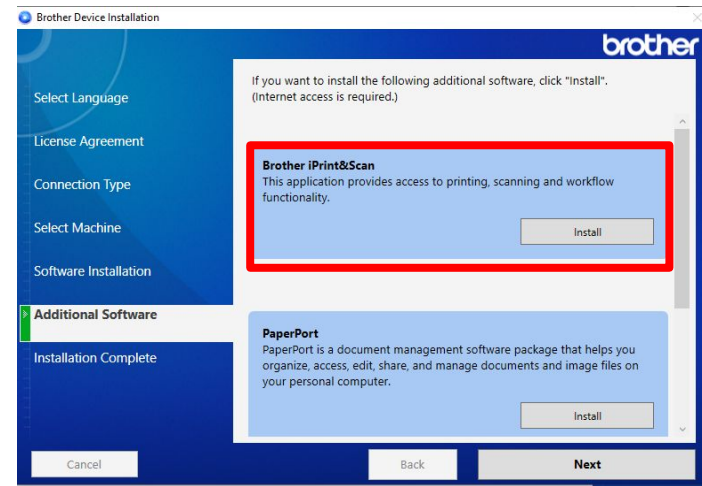 Brother Device Installation
brother
Select Language
License Agreement
Connection Type
Select Machine
Software Installation
Additional Software
Installation Complete
If you want to install the following additional software, click "Install".
(Internet access is required.)
Brother iPrint&Scan
This application provides access to printing, scanning and workflow
functionality.
Install
PaperPort
PaperPort is a document management software package that helps you
organize, access, edit, share, and manage documents and image files on
your personal computer.
Install
Cancel
Back
Next